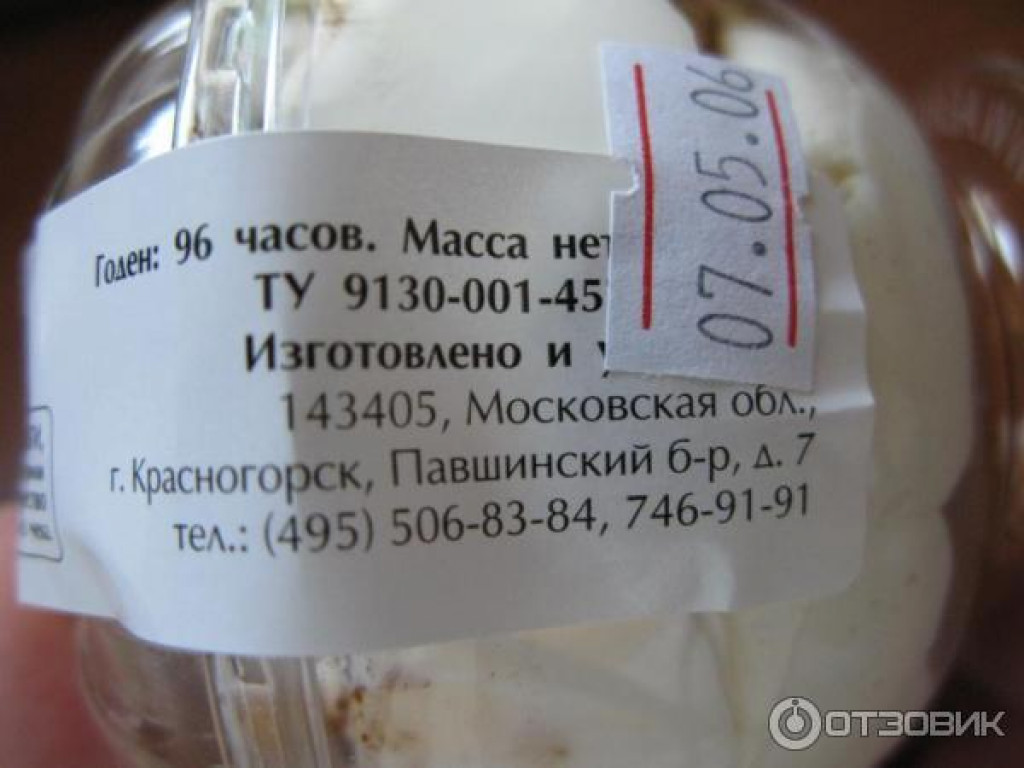 Годен: 96 часов. Масса нет
ТУ 9130-001-45
Изготовлено и у
143405, Московская обл.,
г. Красногорск, Павшинский б-р, д. 7
тел.: (495) 506-83-84, 746-91-91
07.05.06
ОТЗОВИК